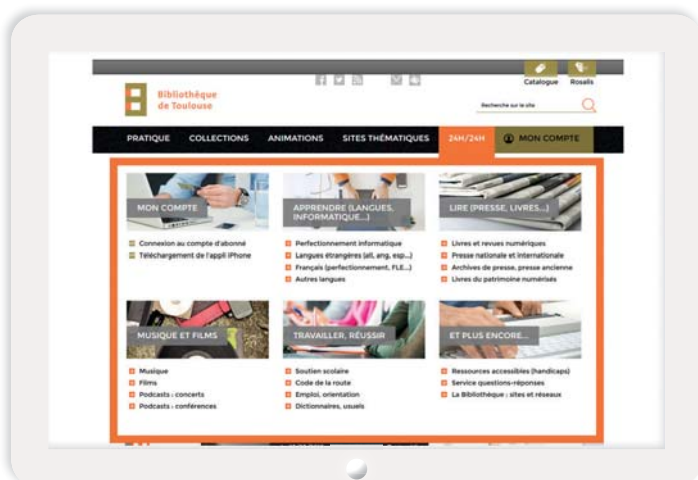 Catalogue Rosalis
Bibliothèque
de Toulouse
Recherche sur le site
PRATIQUE COLLECTIONS ANIMATIONS SITES THÉMATIQUES 24H/24H MON COMPTE
MON COMPTE
Connexion au compte d'abonné
Téléchargement de l'appli iPhone
APPRENDRE (LANGUES,
INFORMATIQUE...)
Perfectionnement informatique
Langues étrangères (all, ang, esp...)
Français (perfectionnement, FLE...)
Autres langues
LIRE (PRESSE, LIVRES...)
Livres et revues numériques
Presse nationale et internationale
Archives de presse, presse ancienne
Livres du patrimoine numérisés
MUSIQUE ET FILMS
Musique
Films
Podcasts : concerts
Podcasts : conférences
TRAVAILLER, RÉUSSIR
Soutien scolaire
Code de la route
Emploi, orientation
Dictionnaires, usuels
ET PLUS ENCORE...
Ressources accessibles (handicaps)
Service questions-réponses
La Bibliothèque : sites et réseaux